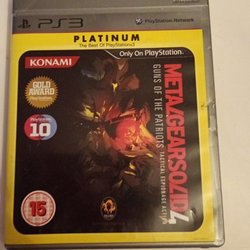 PS3
PlayStation Network
PLATINUM
The Best Of PlayStation3
KONAMI
Only On PlayStation
GOLD
AWARD
PlayStation
10
15
METAL GEAR SOLID 4
GUNS OF THE PATRIOTS
TACTICAL ESPIONAGE ACTION